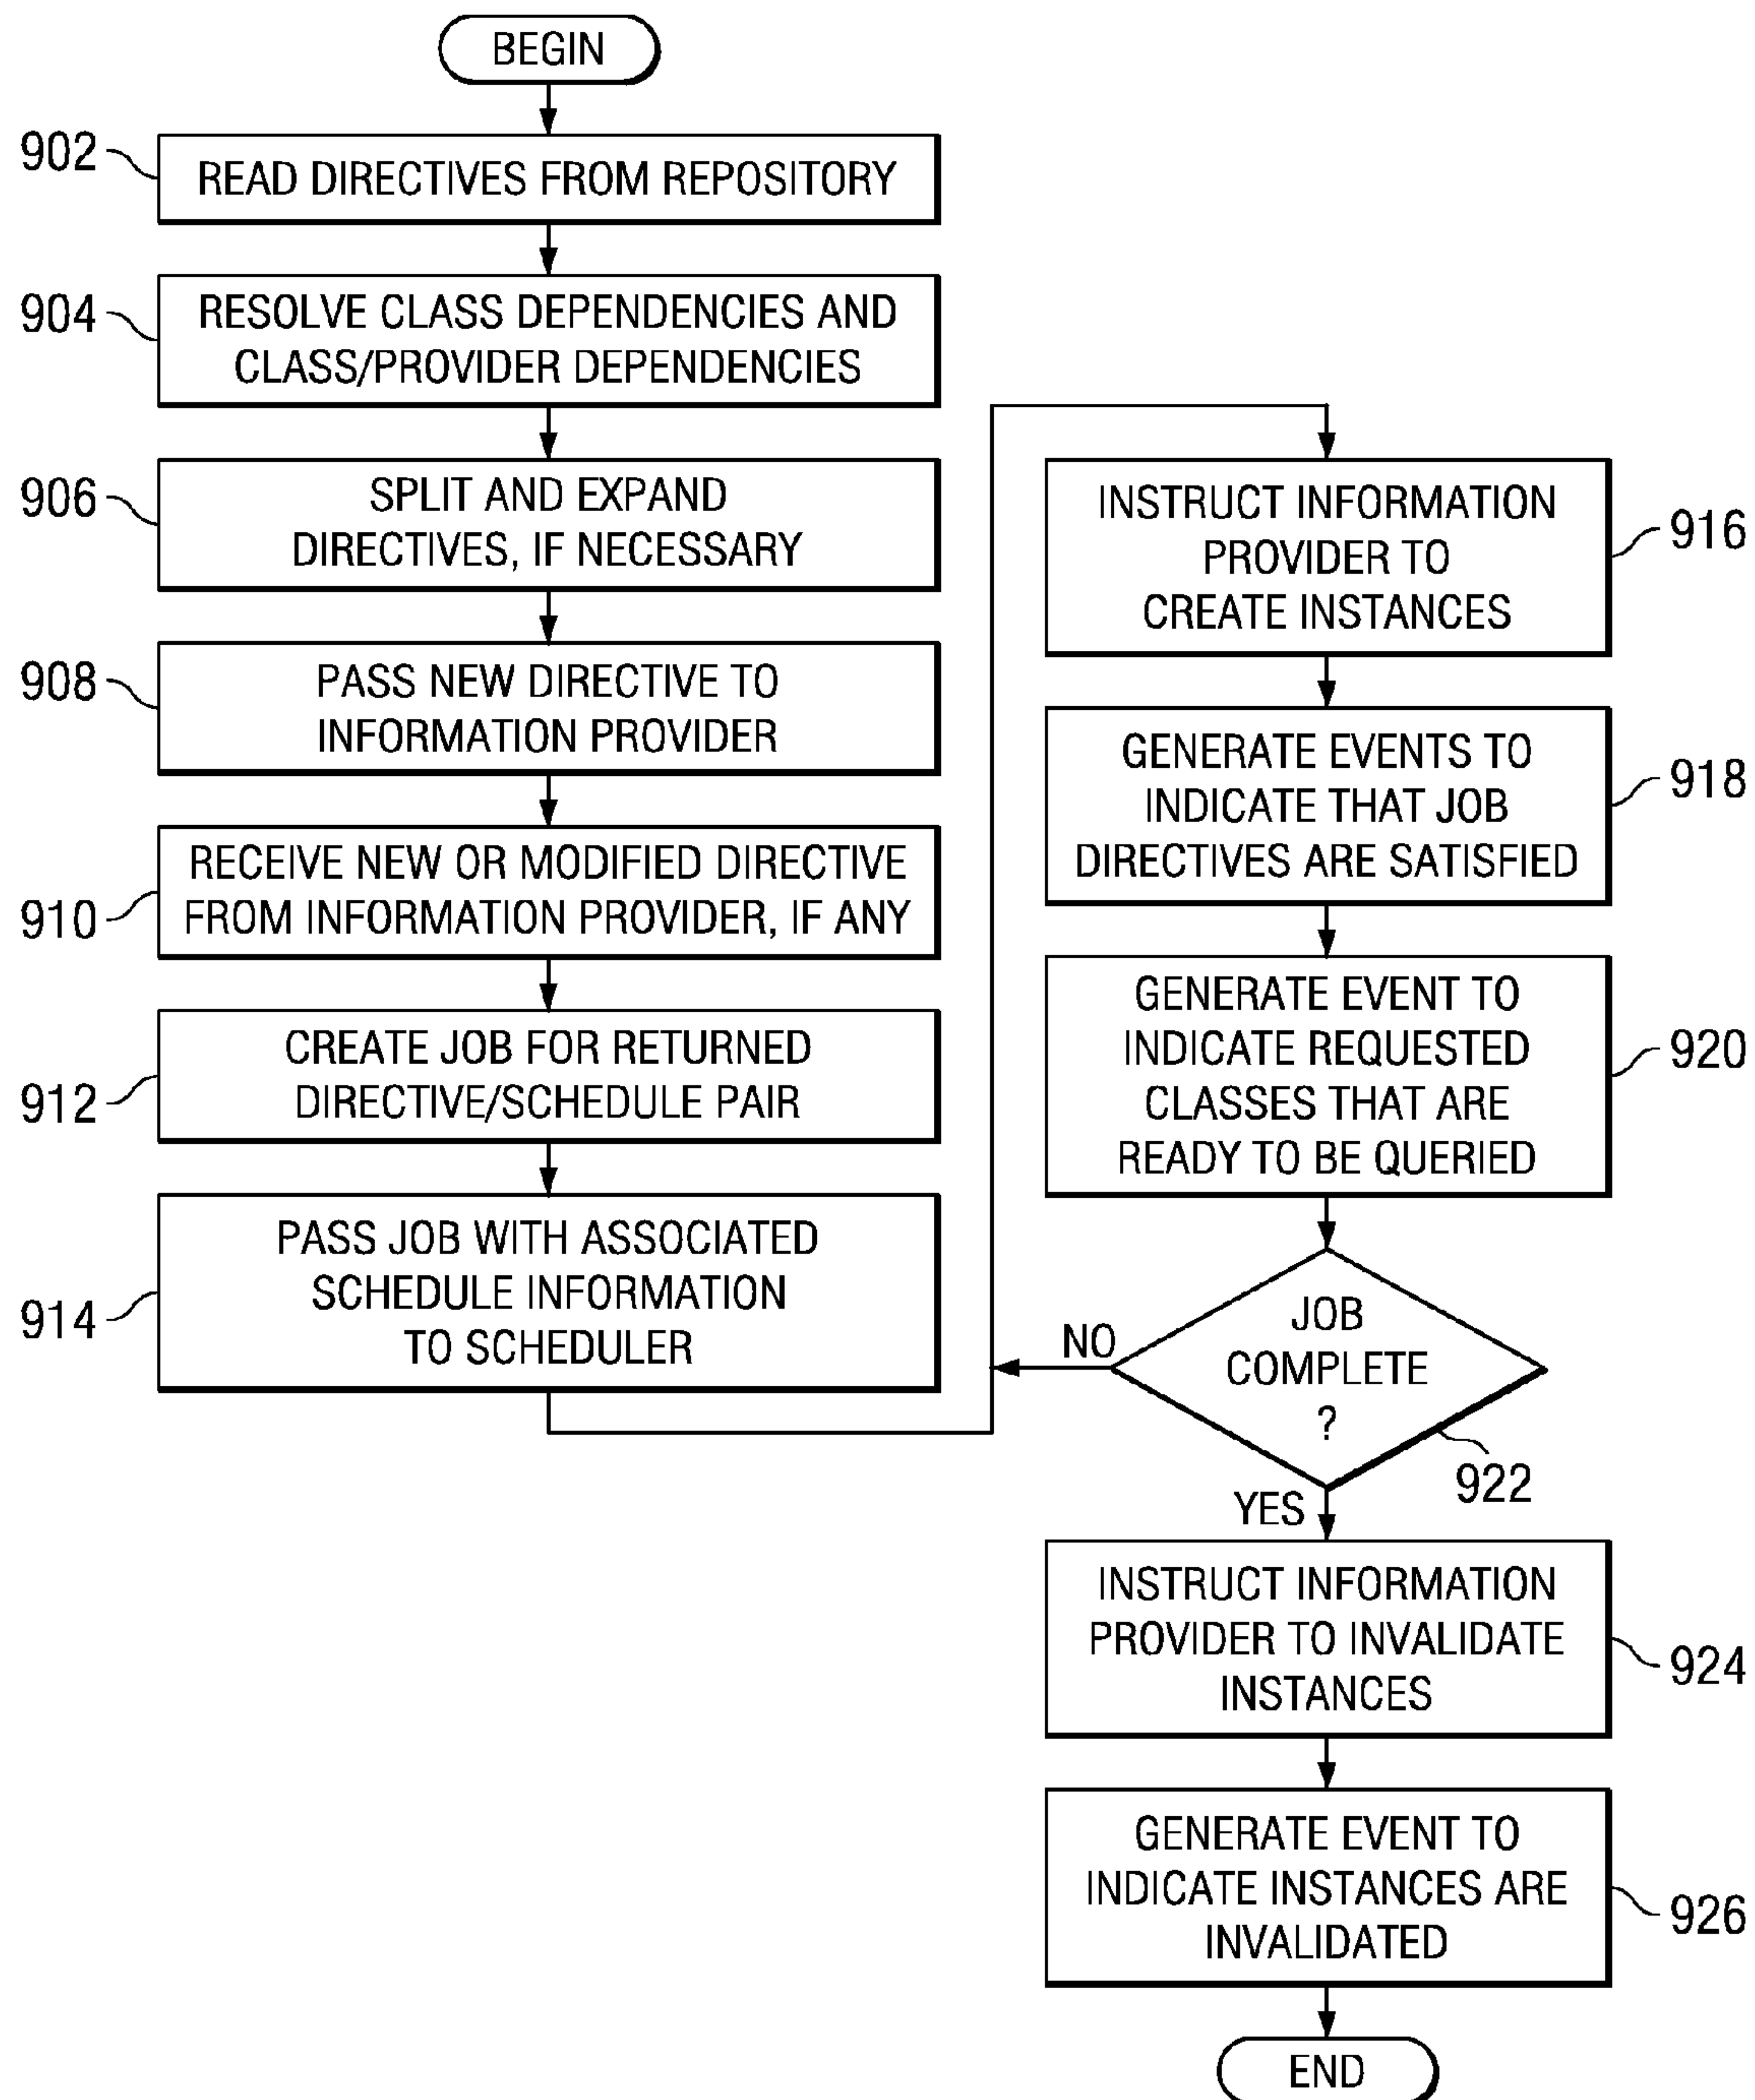 BEGIN
902
READ DIRECTIVES FROM REPOSITORY
904
RESOLVE CLASS DEPENDENCIES AND
CLASS/PROVIDER DEPENDENCIES
906
SPLIT AND EXPAND
DIRECTIVES, IF NECESSARY
908
PASS NEW DIRECTIVE TO
INFORMATION PROVIDER
910
RECEIVE NEW OR MODIFIED DIRECTIVE
FROM INFORMATION PROVIDER, IF ANY
912
CREATE JOB FOR RETURNED
DIRECTIVE/SCHEDULE PAIR
914
PASS JOB WITH ASSOCIATED
SCHEDULE INFORMATION
TO SCHEDULER
INSTRUCT INFORMATION
PROVIDER TO
CREATE INSTANCES
916
GENERATE EVENTS TO
INDICATE THAT JOB
DIRECTIVES ARE SATISFIED
918
GENERATE EVENT TO
INDICATE REQUESTED
CLASSES THAT ARE
READY TO BE QUERIED
920
NO
JOB
COMPLETE
?
922
YES
INSTRUCT INFORMATION
PROVIDER TO INVALIDATE
INSTANCES
924
GENERATE EVENT TO
INDICATE INSTANCES ARE
INVALIDATED
926
END